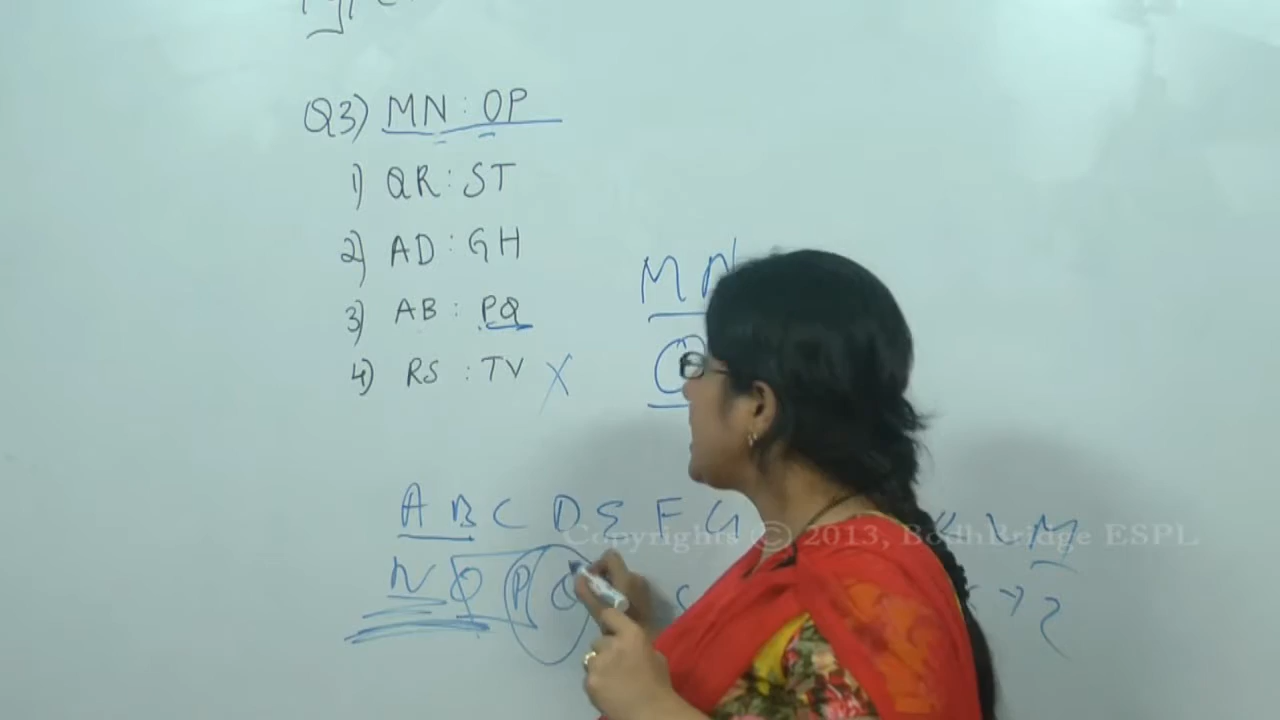 Q3) MN : OP
1) QR : ST
2) AD : GH
3) AB : PQ
4) RS : TV X
M N
A B C D E F G L M
N O P Q S Y Z
Copyrights © 2013, BodhBridge ESPL